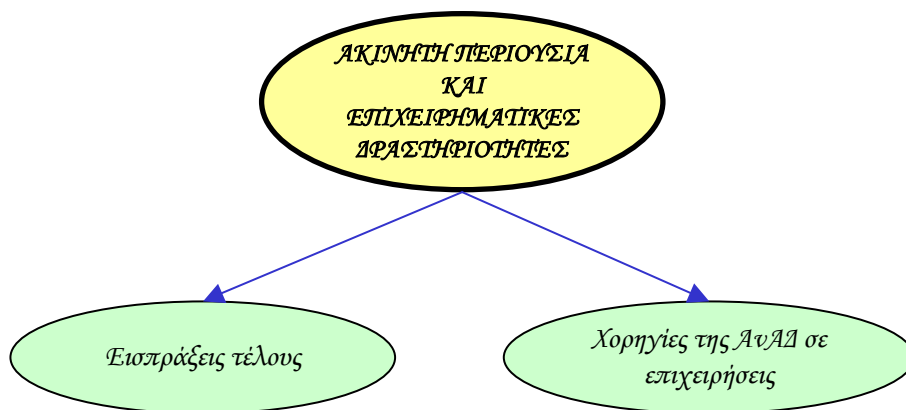 ΑΚΙΝΗΤΗ ΠΕΡΙΟΥΣΙΑ
ΚΑΙ
ΕΠΙΧΕΙΡΗΜΑΤΙΚΕΣ
ΔΡΑΣΤΗΡΙΟΤΗΤΕΣ
Εισπράξεις τέλους
Χορηγίες της ΑνΑΔ σε
επιχειρήσεις